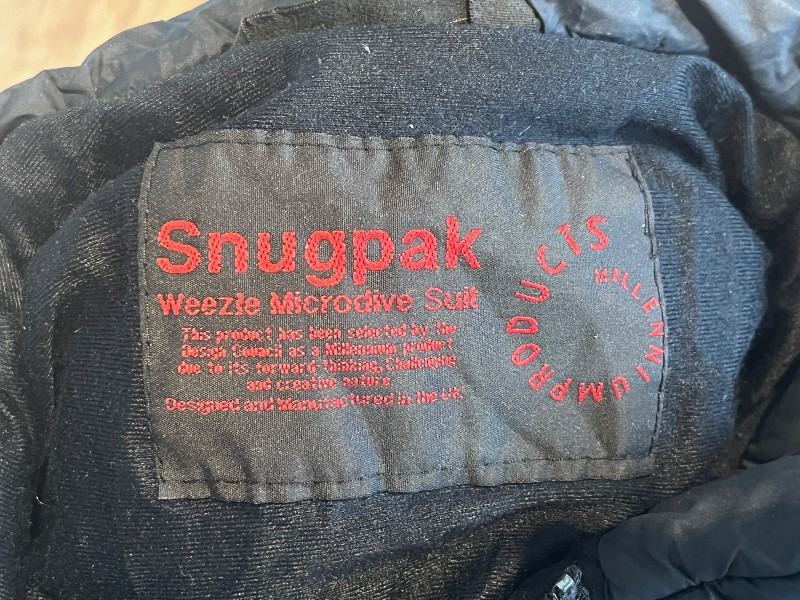 Snugpak
Weezle Microdive Suit
This product has been selected by the
Design Council as a Millennium product
due to its forward thinking, Challenging
and creative nature.
Designed and Manufactured in the UK
MILLENNIUM PRODUCTS